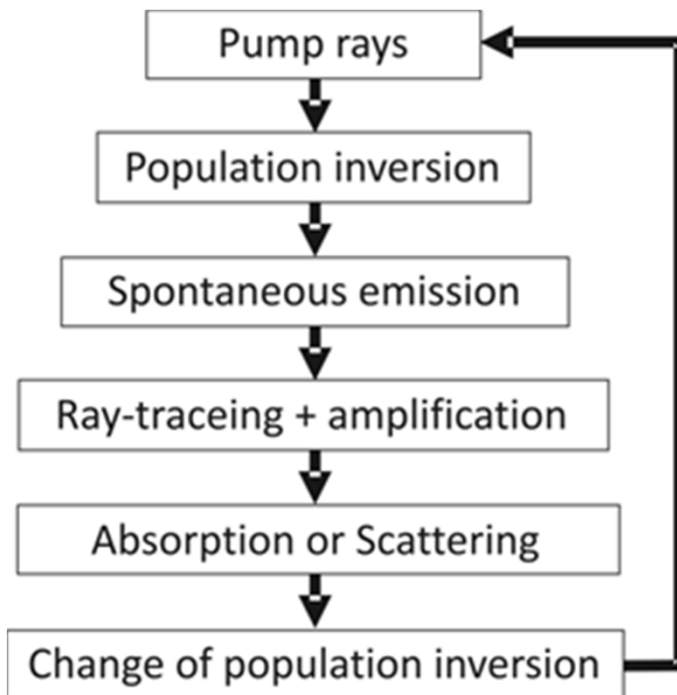 Pump rays
Population inversion
Spontaneous emission
Ray-traceing + amplification
Absorption or Scattering
Change of population inversion